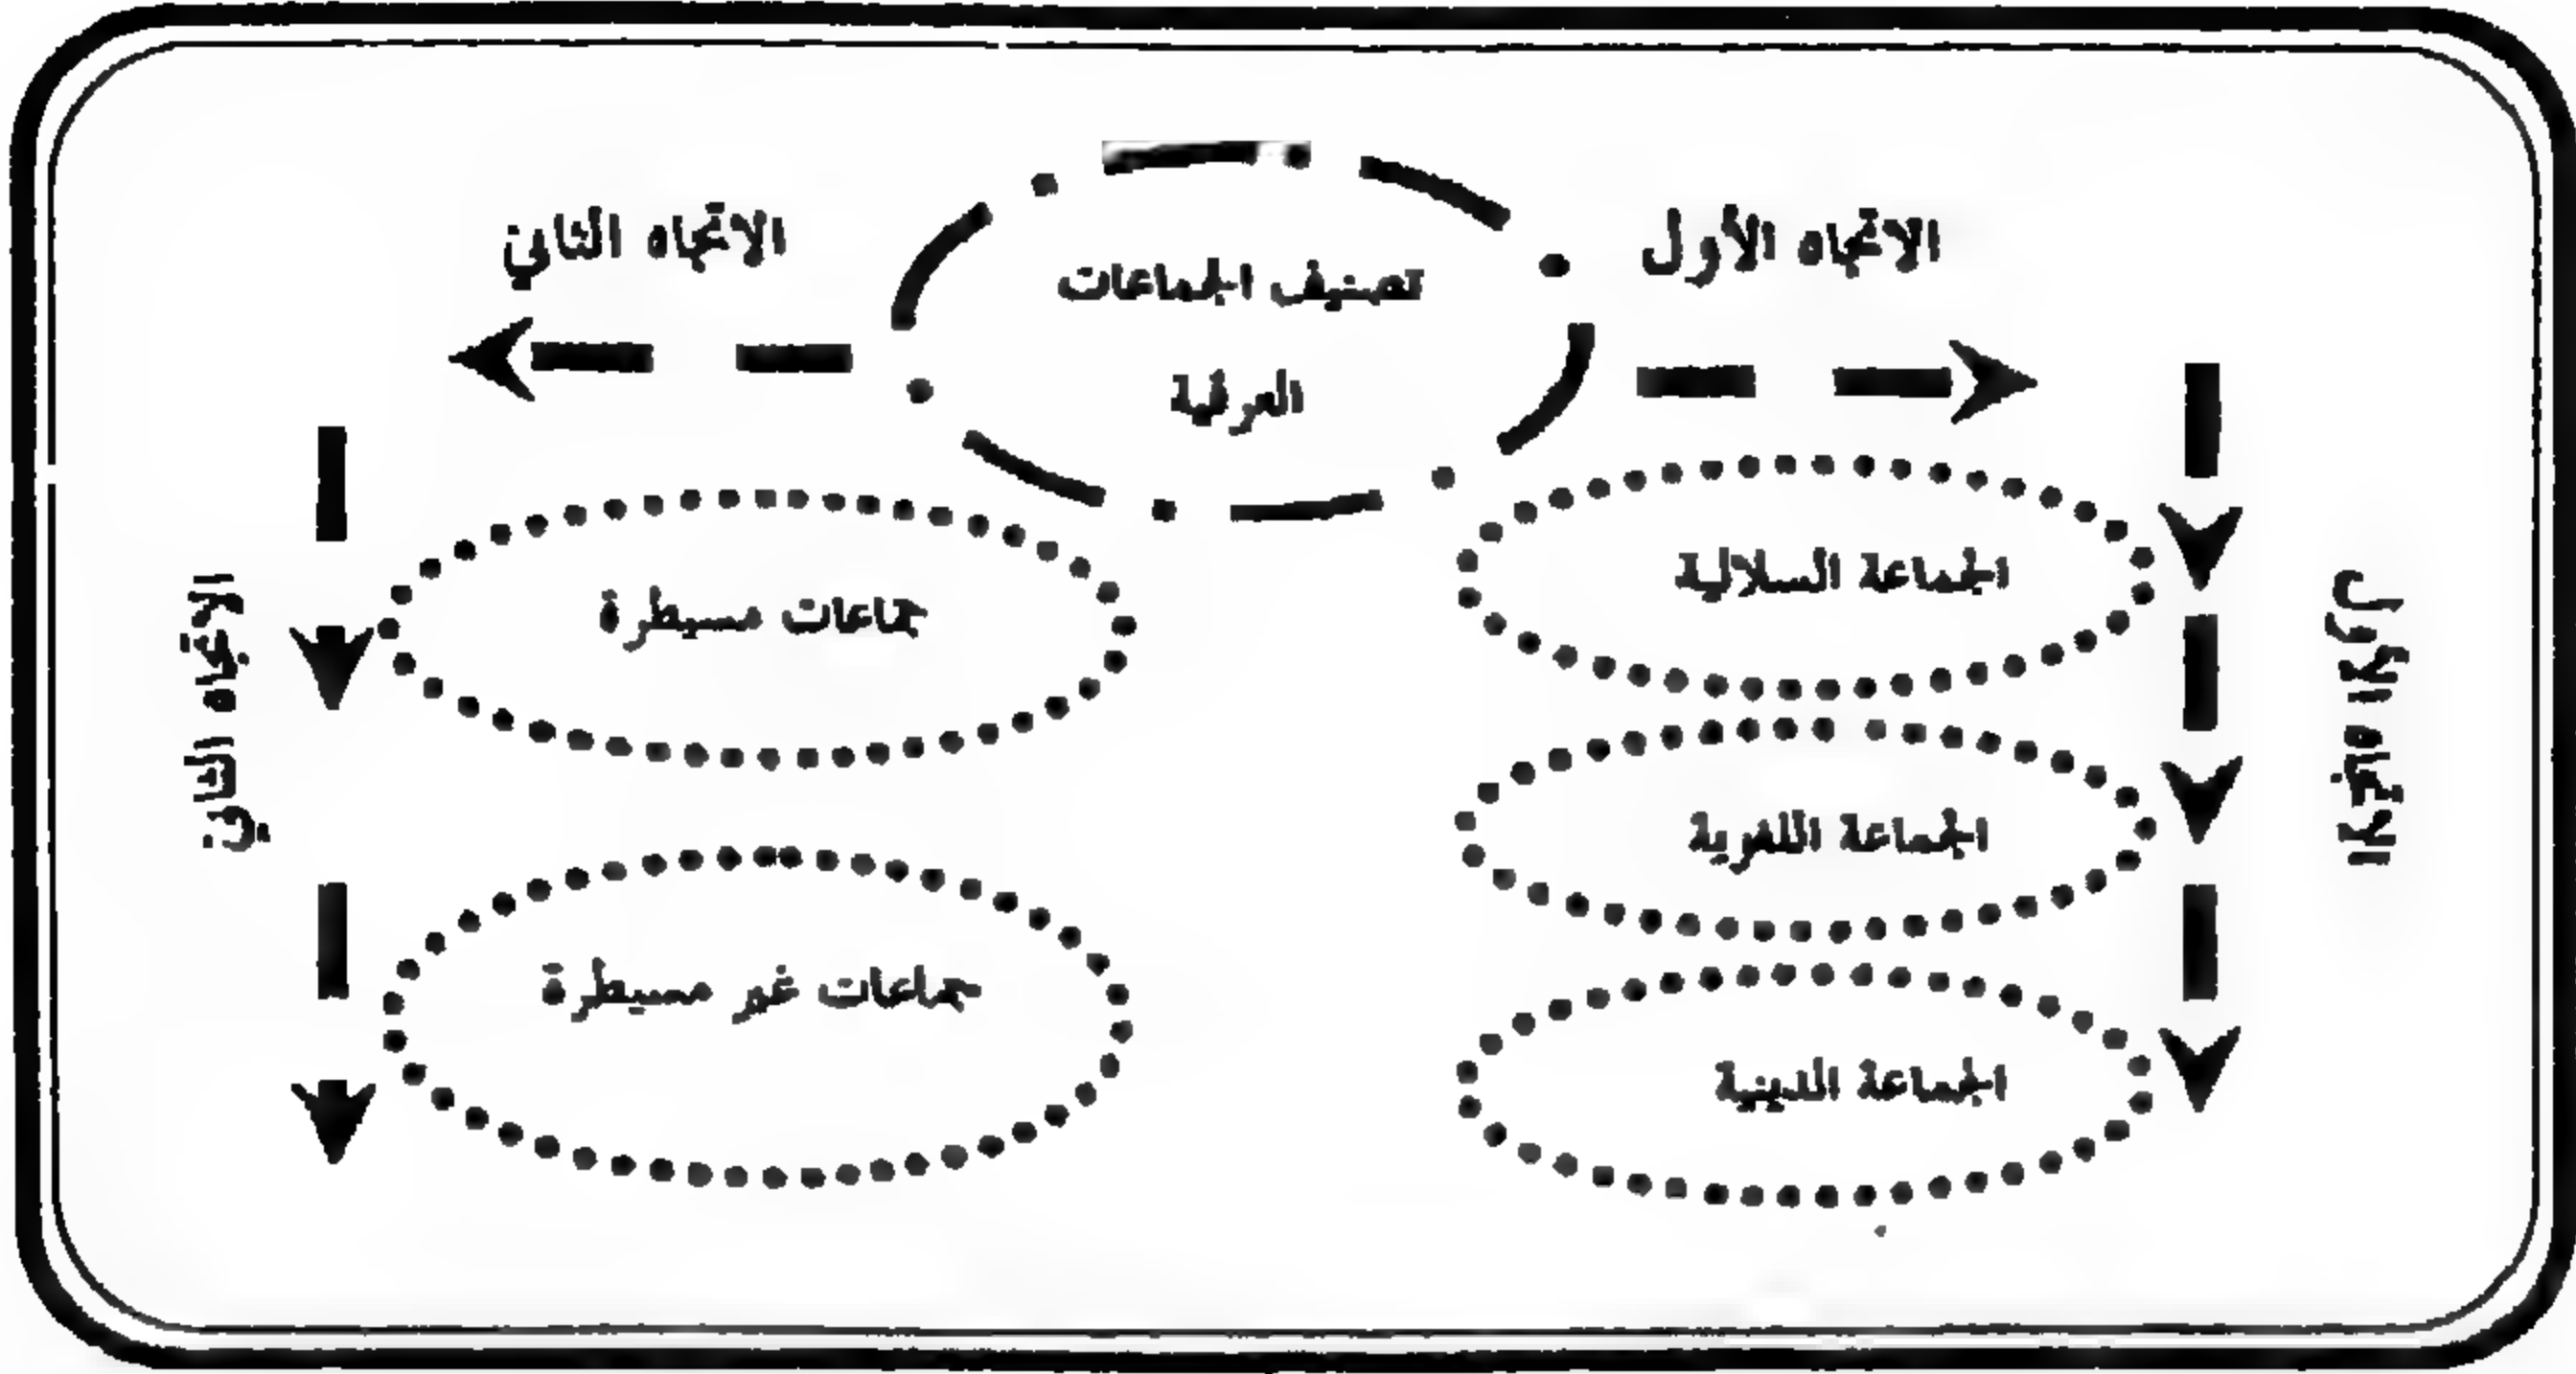 الاتجاه الأول
الاتجاه الثاني
تصنيف الجماعات
العرقية
الجماعة السلالية
الجماعة اللغوية
الجماعة الدينية
الاتجاه الأول
جماعات مسيطرة
جماعات غير مسيطرة
الاتجاه الثاني